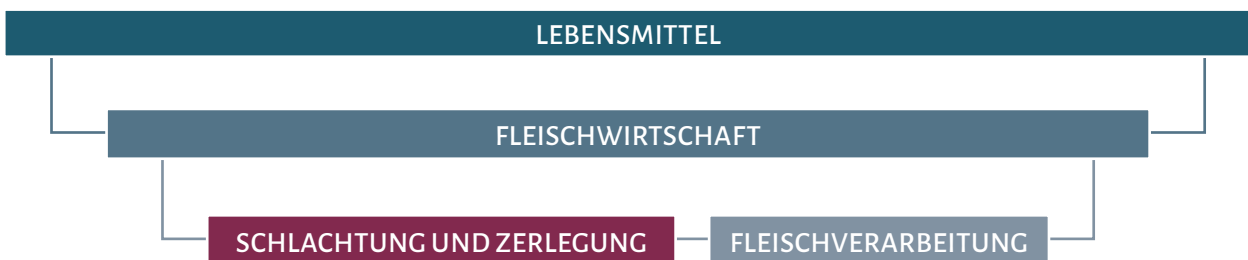 LEBENSMITTEL
FLEISCHWIRTSCHAFT
SCHLACHTUNG UND ZERLEGUNG
FLEISCHVERARBEITUNG